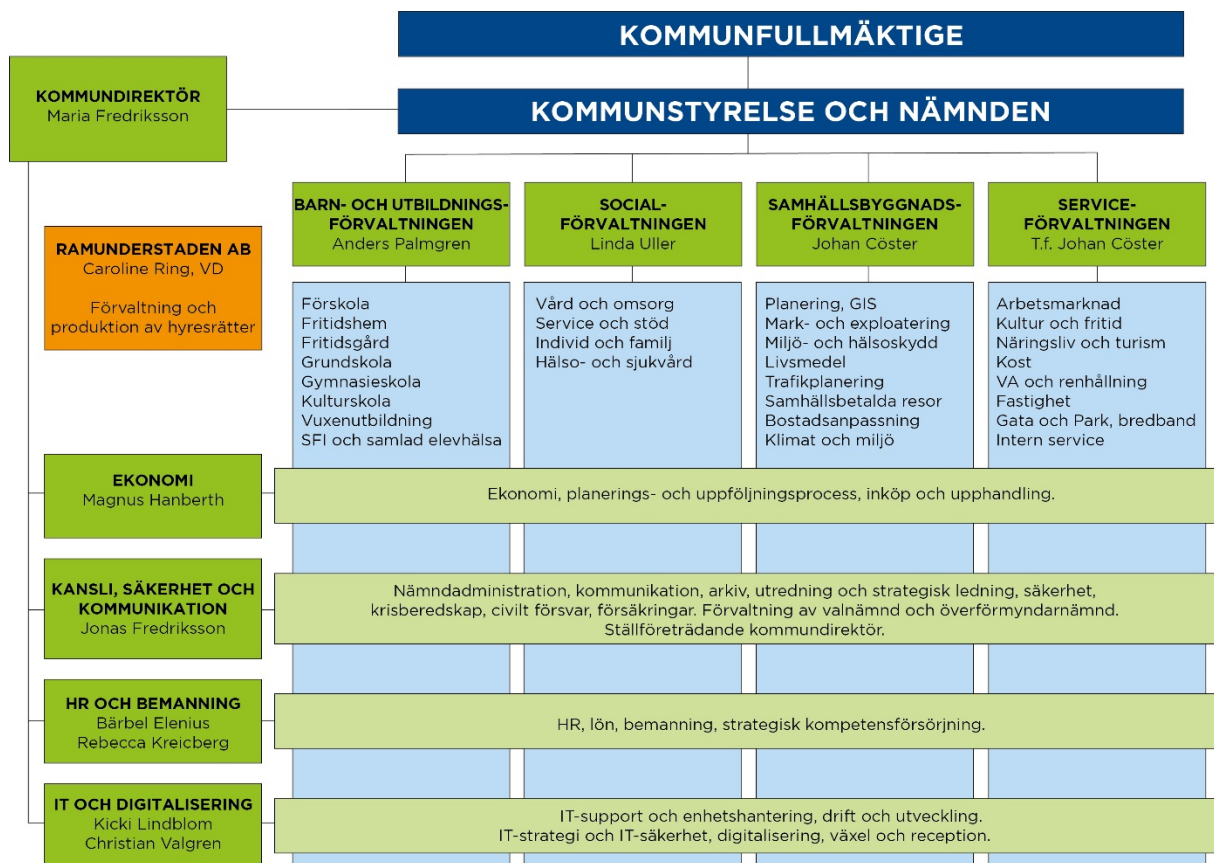 KOMMUNFULLMÄKTIGE
KOMMUNDIREKTÖR
Maria Fredriksson
KOMMUNSTYRELSE OCH NÄMNDEN
BARN- OCH UTBILDNINGS-
FÖRVALTNINGEN
Anders Palmgren
SOCIAL-
FÖRVALTNINGEN
Linda Uller
SAMHÄLLSBYGGNADS-
FÖRVALTNINGEN
Johan Cöster
SERVICE-
FÖRVALTNINGEN
T.f. Johan Cöster
RAMUNDERSTADEN AB
Caroline Ring, VD
Förvaltning och
produktion av hyresrätter
Förskola
Fritidshem
Fritidsgård
Grundskola
Gymnasieskola
Kulturskola
Vuxenutbildning
SFI och samlad elevhälsa
Vård och omsorg
Service och stöd
Individ och familj
Hälso- och sjukvård
Planering, GIS
Mark- och exploatering
Miljö- och hälsoskydd
Livsmedel
Trafikplanering
Samhällsbetalda resor
Bostadsanpassning
Klimat och miljö
Arbetsmarknad
Kultur och fritid
Näringsliv och turism
Kost
VA och renhållning
Fastighet
Gata och Park, bredband
Intern service
EKONOMI
Magnus Hanberth
Ekonomi, planerings- och uppföljningsprocess, inköp och upphandling.
KANSLI, SÄKERHET OCH
KOMMUNIKATION
Jonas Fredriksson
Nämndadministration, kommunikation, arkiv, utredning och strategisk ledning, säkerhet,
krisberedskap, civilt försvar, försäkringar. Förvaltning av valnämnd och överförmyndarnämnd.
Ställföreträdande kommundirektör.
HR OCH BEMANNING
Bärbel Elenius
Rebecca Kreicberg
HR, lön, bemanning, strategisk kompetensförsörjning.
IT OCH DIGITALISERING
Kicki Lindblom
Christian Valgren
IT-support och enhetshantering, drift och utveckling.
IT-strategi och IT-säkerhet, digitalisering, växel och reception.